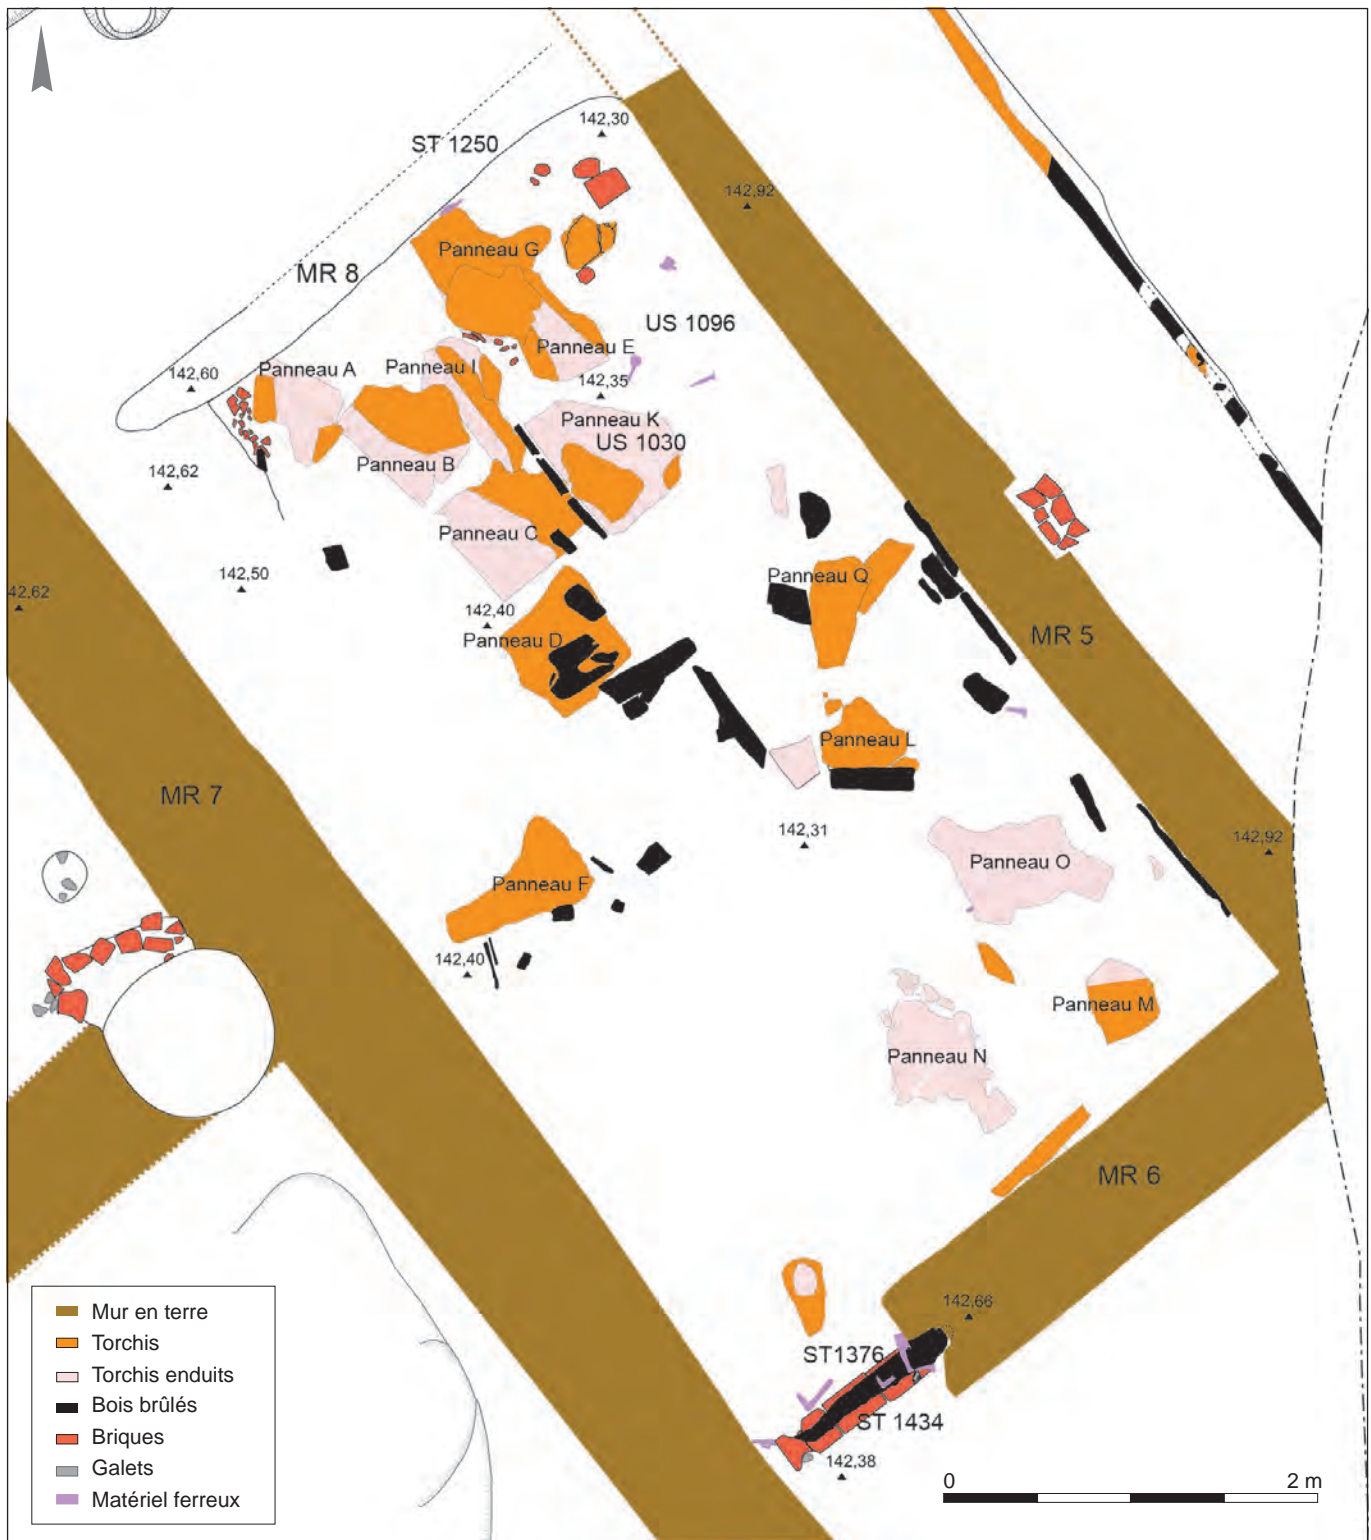 142,30
ST 1250
142,92
Panneau G
MR 8
US 1096
Panneau E
142,60
Panneau A
Panneau I
142,35
Panneau K
US 1030
142,62
Panneau B
Panneau C
142,50
Panneau Q
42,62
142,40
Panneau D
MR 5
Panneau L
MR 7
142,31
142,92
Panneau O
Panneau F
142,40
Panneau M
Panneau N
MR 6
142,66
ST1376
ST 1434
142,38
Mur en terre
Torchis
Torchis enduits
Bois brûlés
Briques
Galets
Matériel ferreux
0 2 m